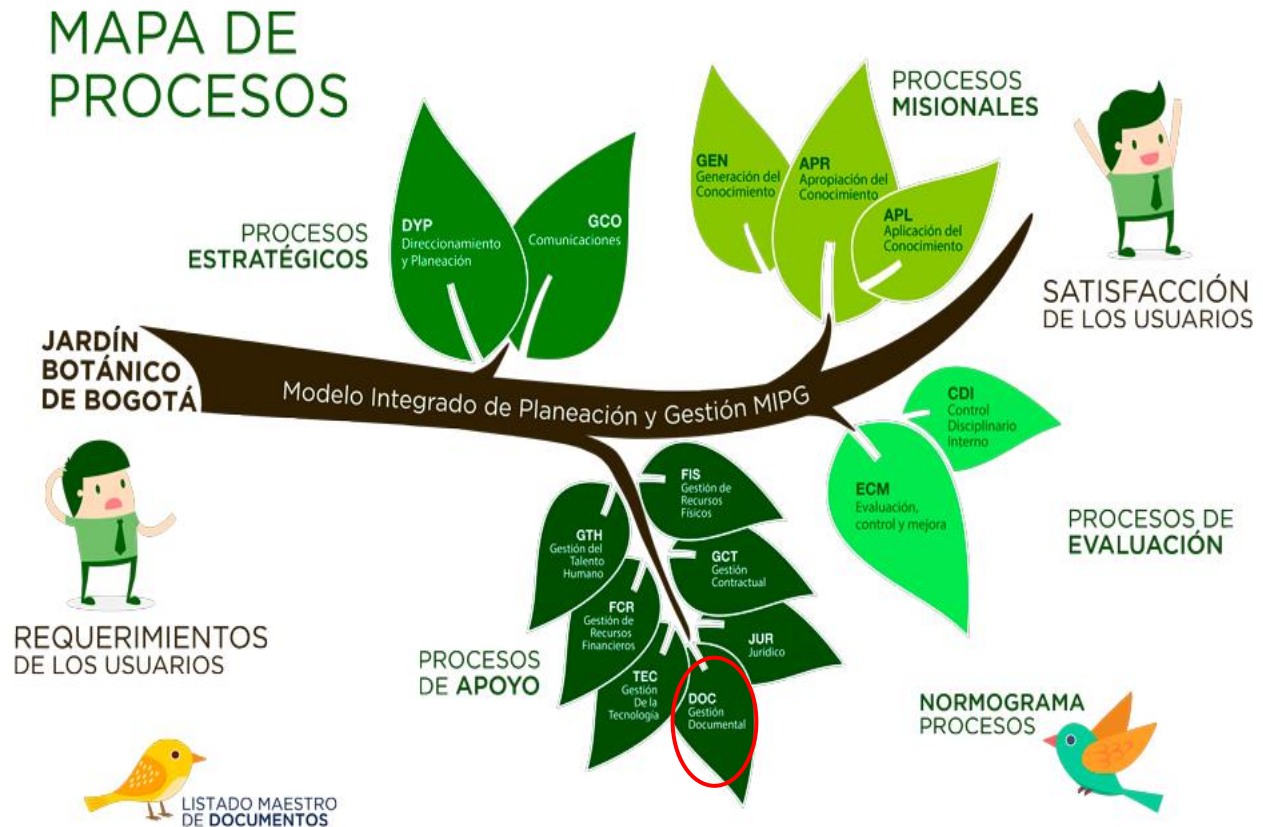 MAPA DE
PROCESOS
PROCESOS
ESTRATÉGICOS
DYP
Direccionamiento
y Planeación
GCO
Comunicaciones
PROCESOS
MISIONALES
GEN
Generación del
Conocimiento
APR
Apropiación del
Conocimiento
APL
Aplicación del
Conocimiento
SATISFACCIÓN
DE LOS USUARIOS
JARDÍN
BOTÁNICO
DE BOGOTÁ
Modelo Integrado de Planeación y Gestión MIPG
CDI
Control
Disciplinario
Interno
ECM
Evaluación,
control y mejora
PROCESOS DE
EVALUACIÓN
FIS
Gestión de
Recursos
Físicos
GTH
Gestión del
Talento
Humano
GCT
Gestión
Contractual
FCR
Gestión de
Recursos
Financieros
JUR
Jurídico
TEC
Gestión
De la
Tecnología
DOC
Gestión
Documental
PROCESOS
DE APOYO
REQUERIMIENTOS
DE LOS USUARIOS
NORMOGRAMA
PROCESOS
LISTADO MAESTRO
DE DOCUMENTOS